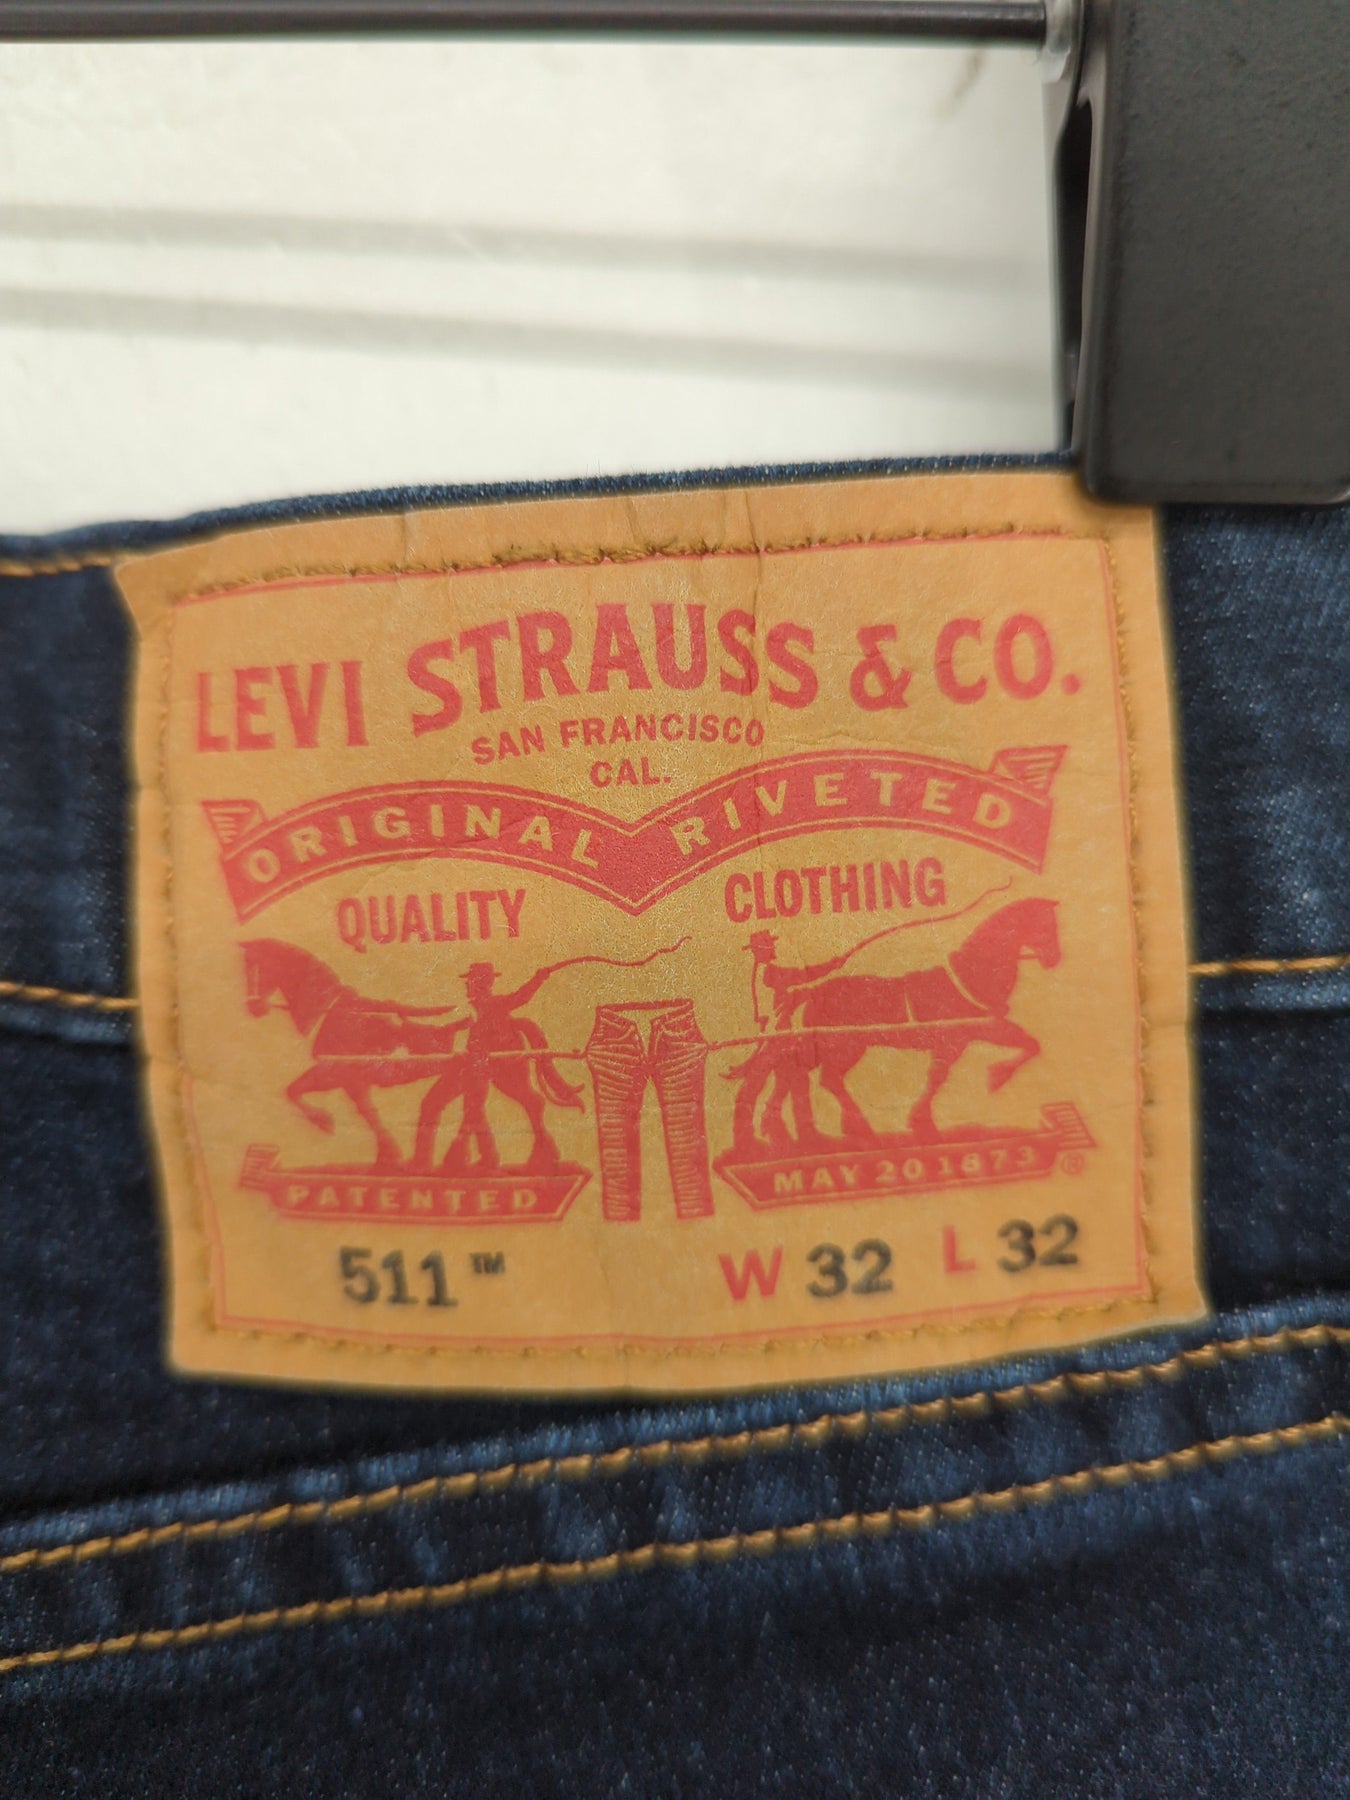 LEVI STRAUSS & CO.
SAN FRANCISCO
CAL.
ORIGINAL RIVETED
QUALITY CLOTHING
PATENTED MAY 20 1873 ®
511™ W 32 L 32